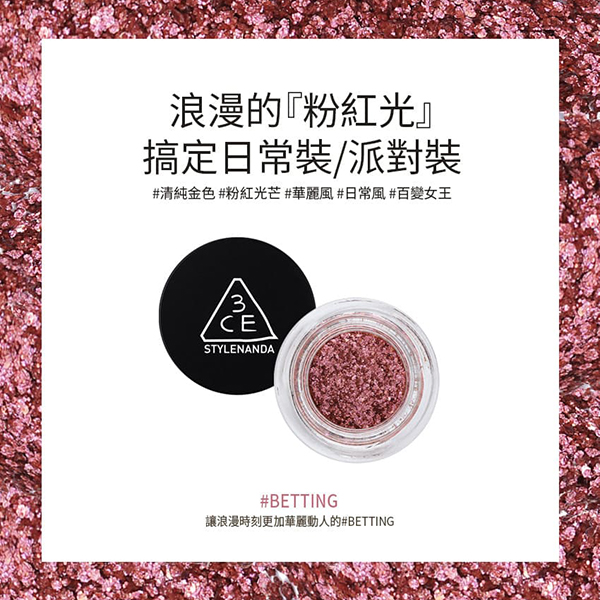 浪漫的『粉紅光』
搞定日常裝/派對裝
#清純金色 #粉紅光芒 #華麗風 #日常風 #百變女王
3
CE
STYLENANDA
#BETTING
讓浪漫時刻更加華麗動人的#BETTING